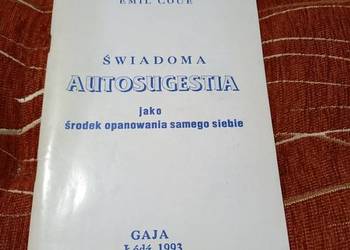 EMIL COUE
ŚWIADOMA
AUTOSUGESTIA
jako
środek opanowania samego siebie
GAJA
Łódź 1993